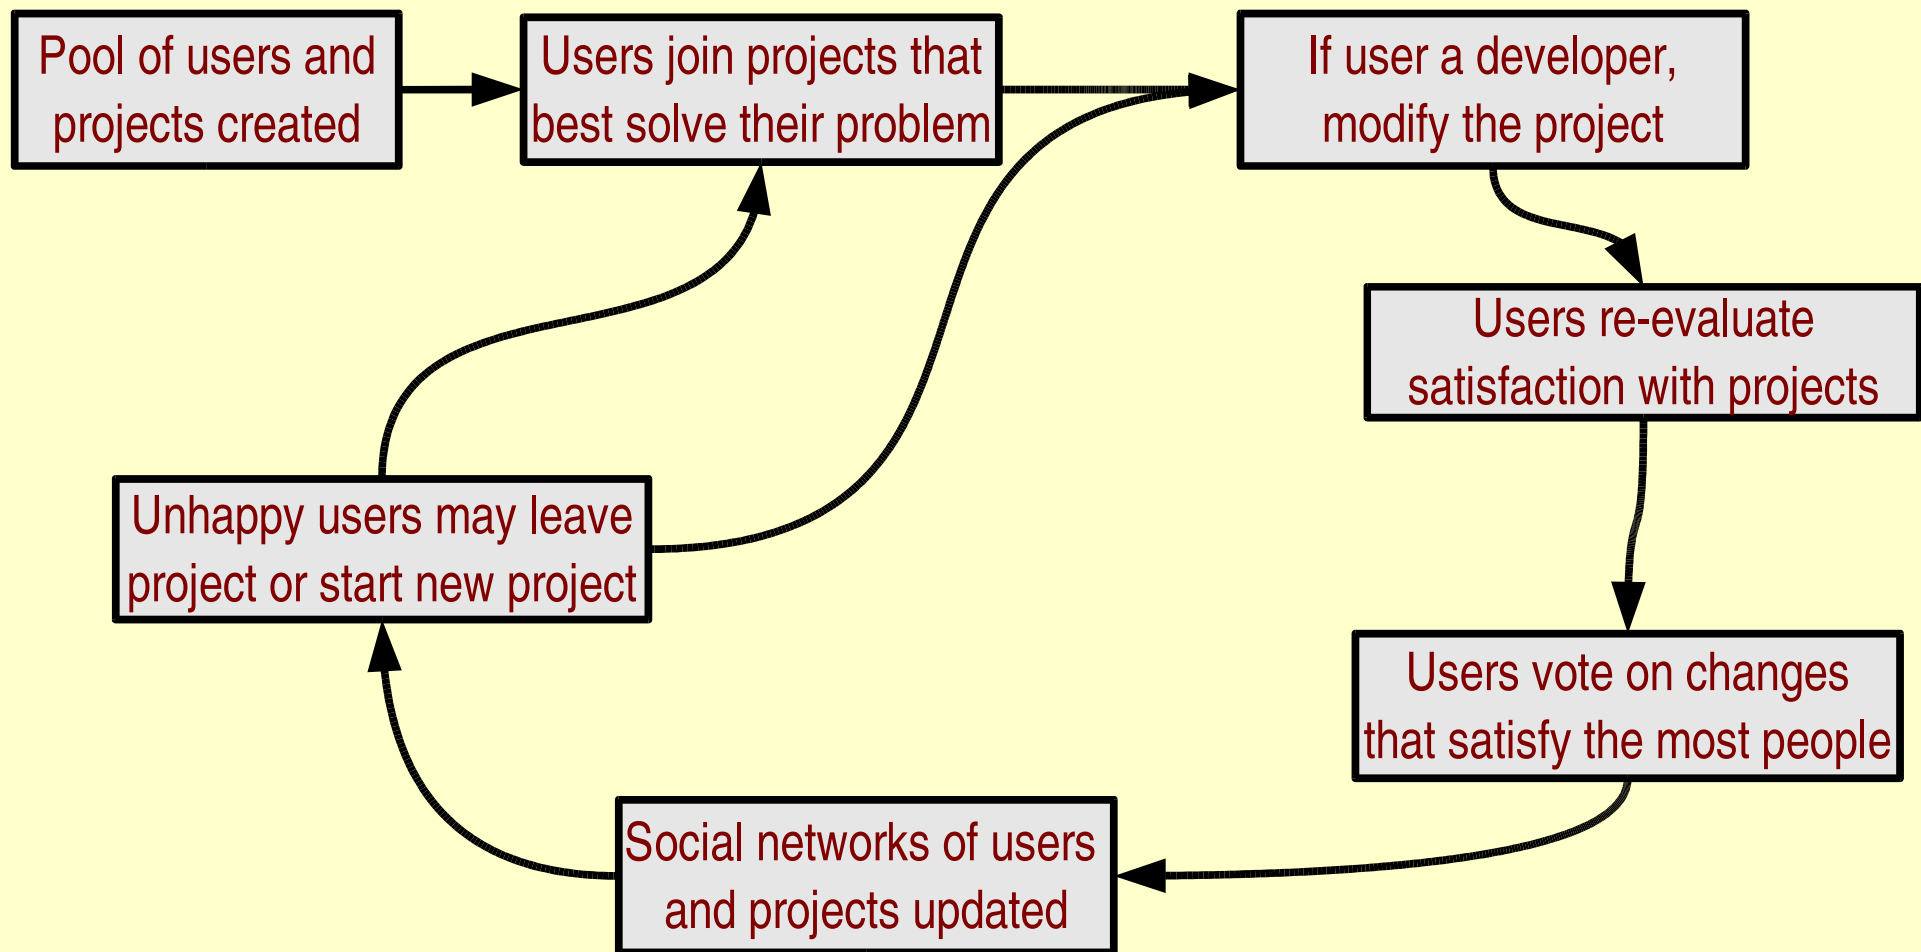 Pool of users and
projects created
Users join projects that
best solve their problem
If user a developer,
modify the project
Users re-evaluate
satisfaction with projects
Users vote on changes
that satisfy the most people
Social networks of users
and projects updated
Unhappy users may leave
project or start new project